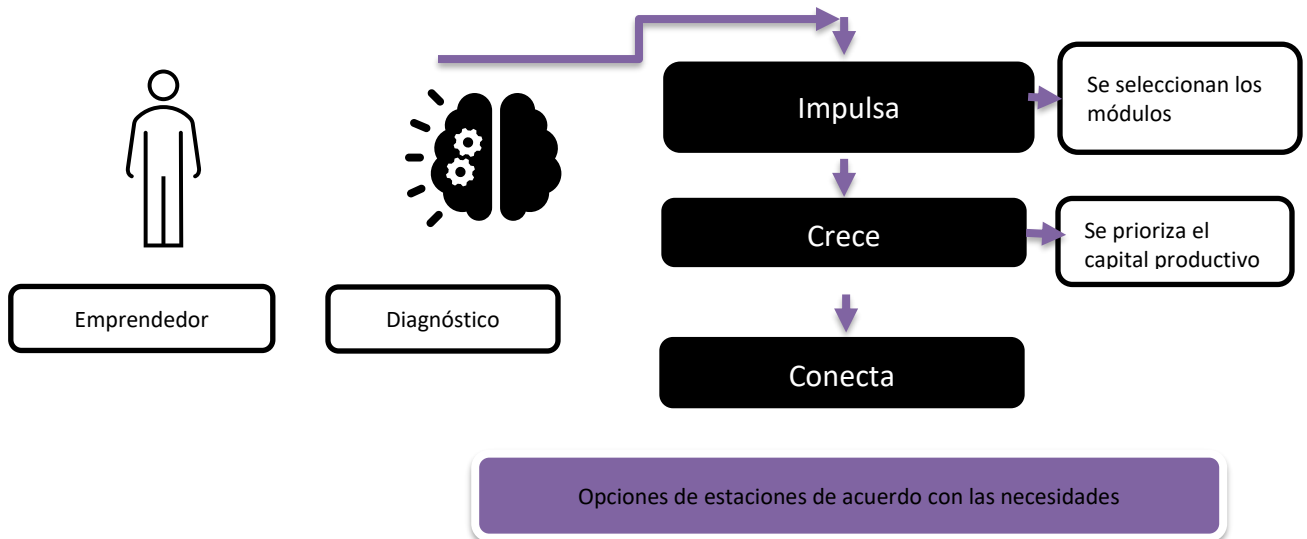 Impulsa
Se seleccionan los
módulos
Crece
Se prioriza el
capital productivo
Emprendedor
Diagnóstico
Conecta
Opciones de estaciones de acuerdo con las necesidades